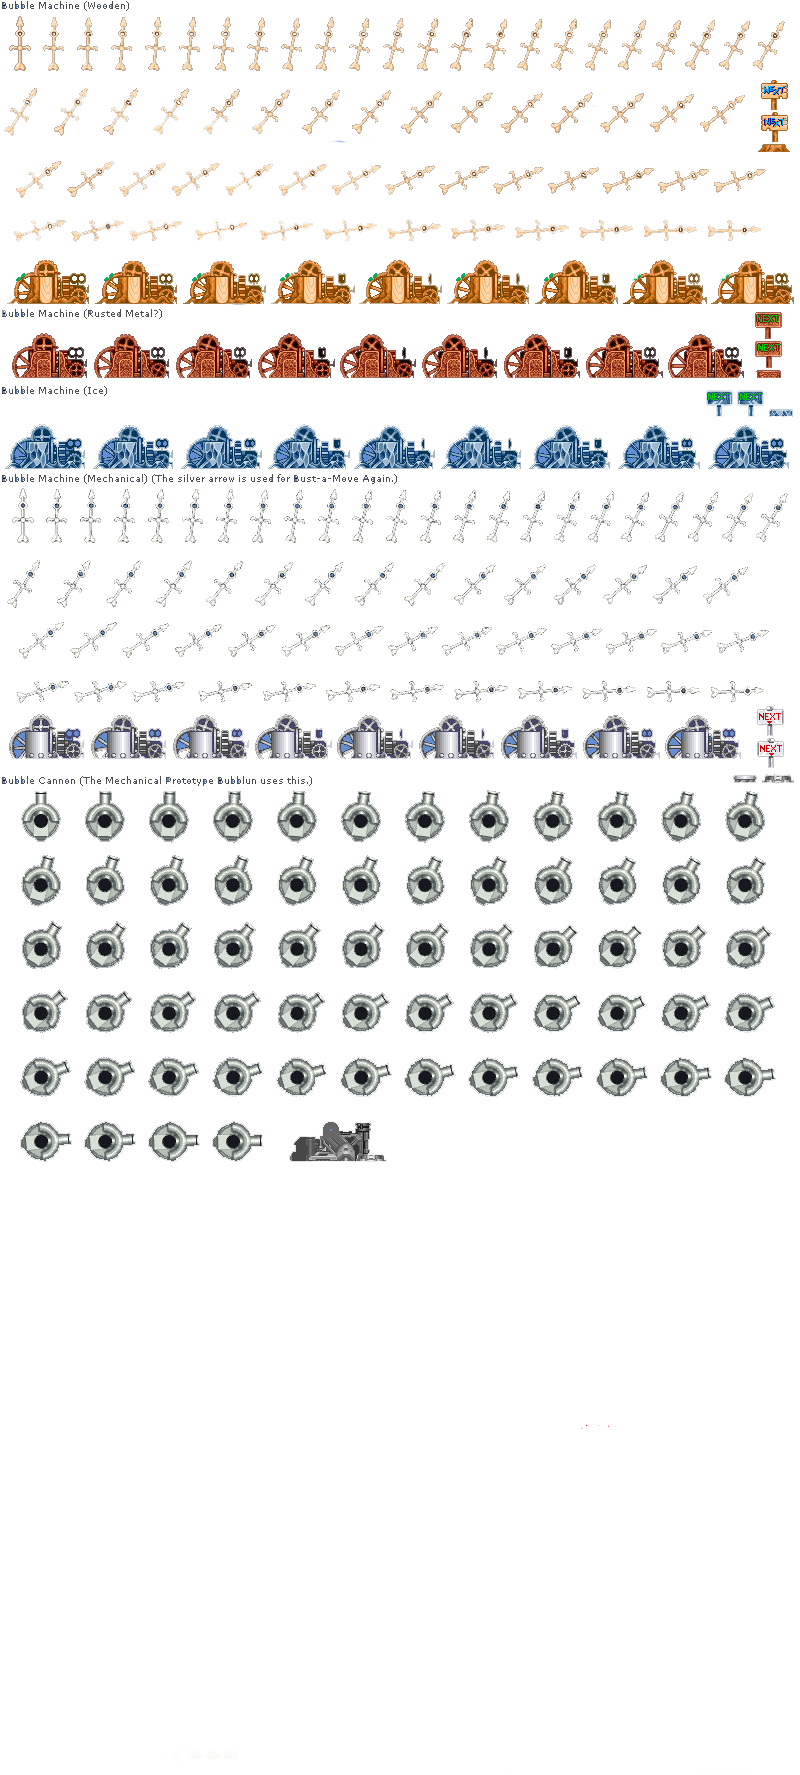 Bubble Machine (Wooden)
NEXT
NEXT
Bubble Machine (Rusted Metal?)
NEXT
NEXT
Bubble Machine (Ice)
NEXT NEXT
Bubble Machine (Mechanical) (The silver arrow is used for Bust-a-Move Again.)
NEXT
NEXT
Bubble Cannon (The Mechanical Prototype Bubblun uses this.)